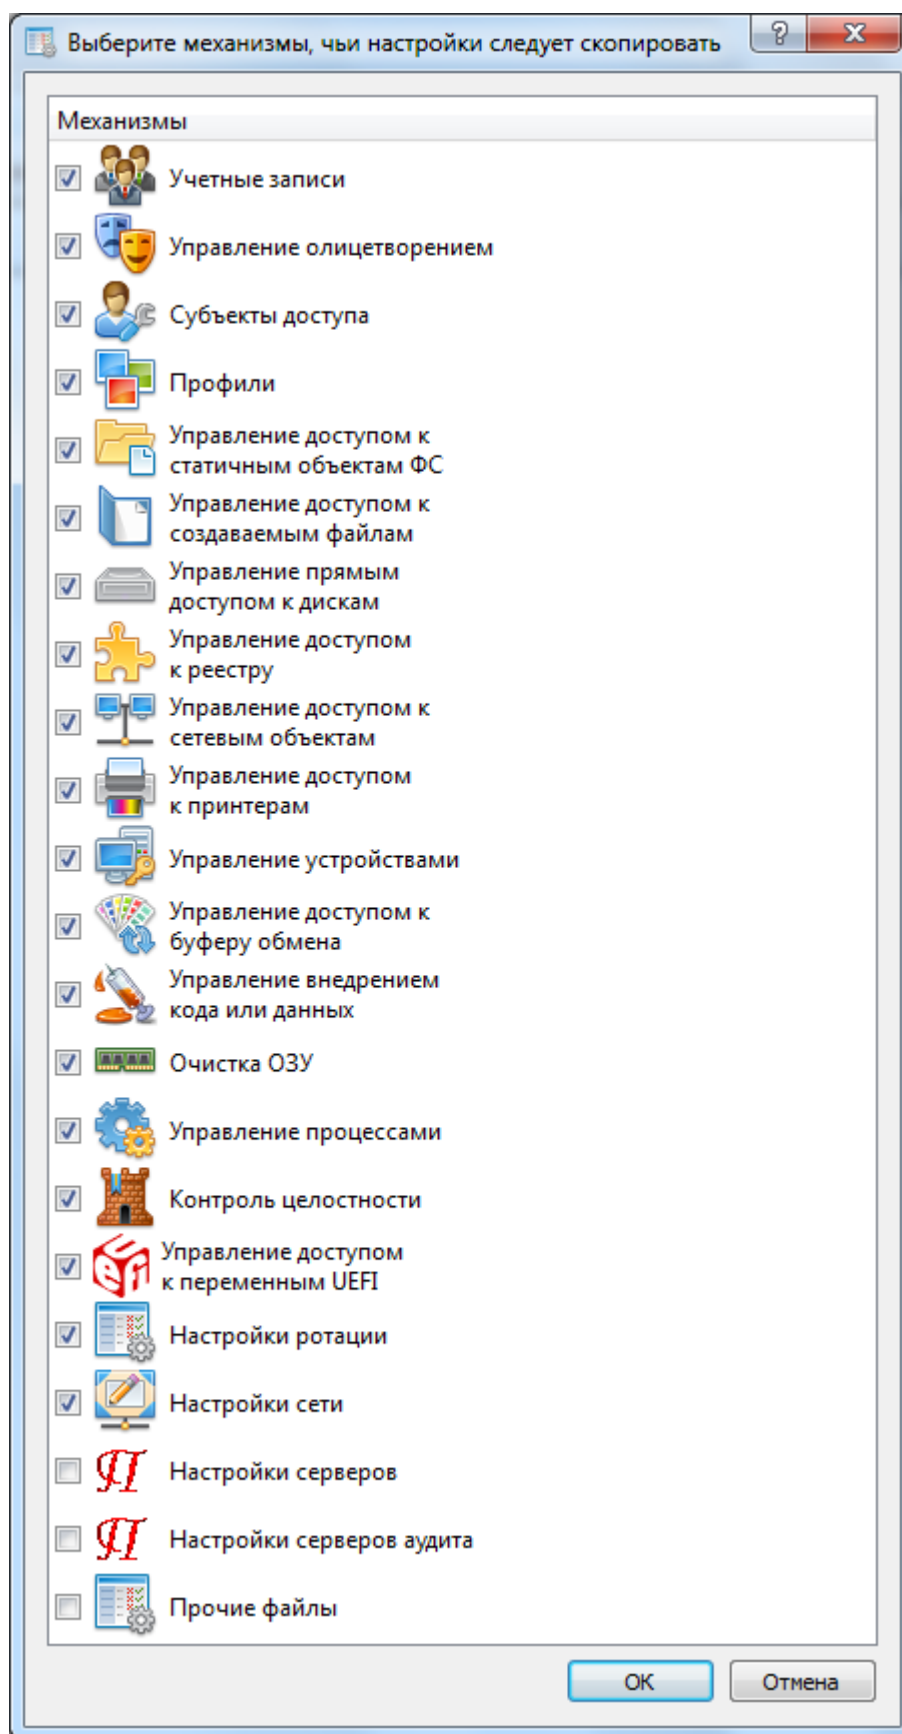 Выберите механизмы, чьи настройки следует скопировать
Механизмы
Учетные записи
Управление олицетворением
Субъекты доступа
Профили
Управление доступом к
статичным объектам ФС
Управление доступом к
создаваемым файлам
Управление прямым
доступом к дискам
Управление доступом
к реестру
Управление доступом к
сетевым объектам
Управление доступом
к принтерам
Управление устройствами
Управление доступом к
буферу обмена
Управление внедрением
кода или данных
Очистка ОЗУ
Управление процессами
Контроль целостности
Управление доступом
к переменным UEFI
Настройки ротации
Настройки сети
Настройки серверов
Настройки серверов аудита
Прочие файлы
ОК
Отмена